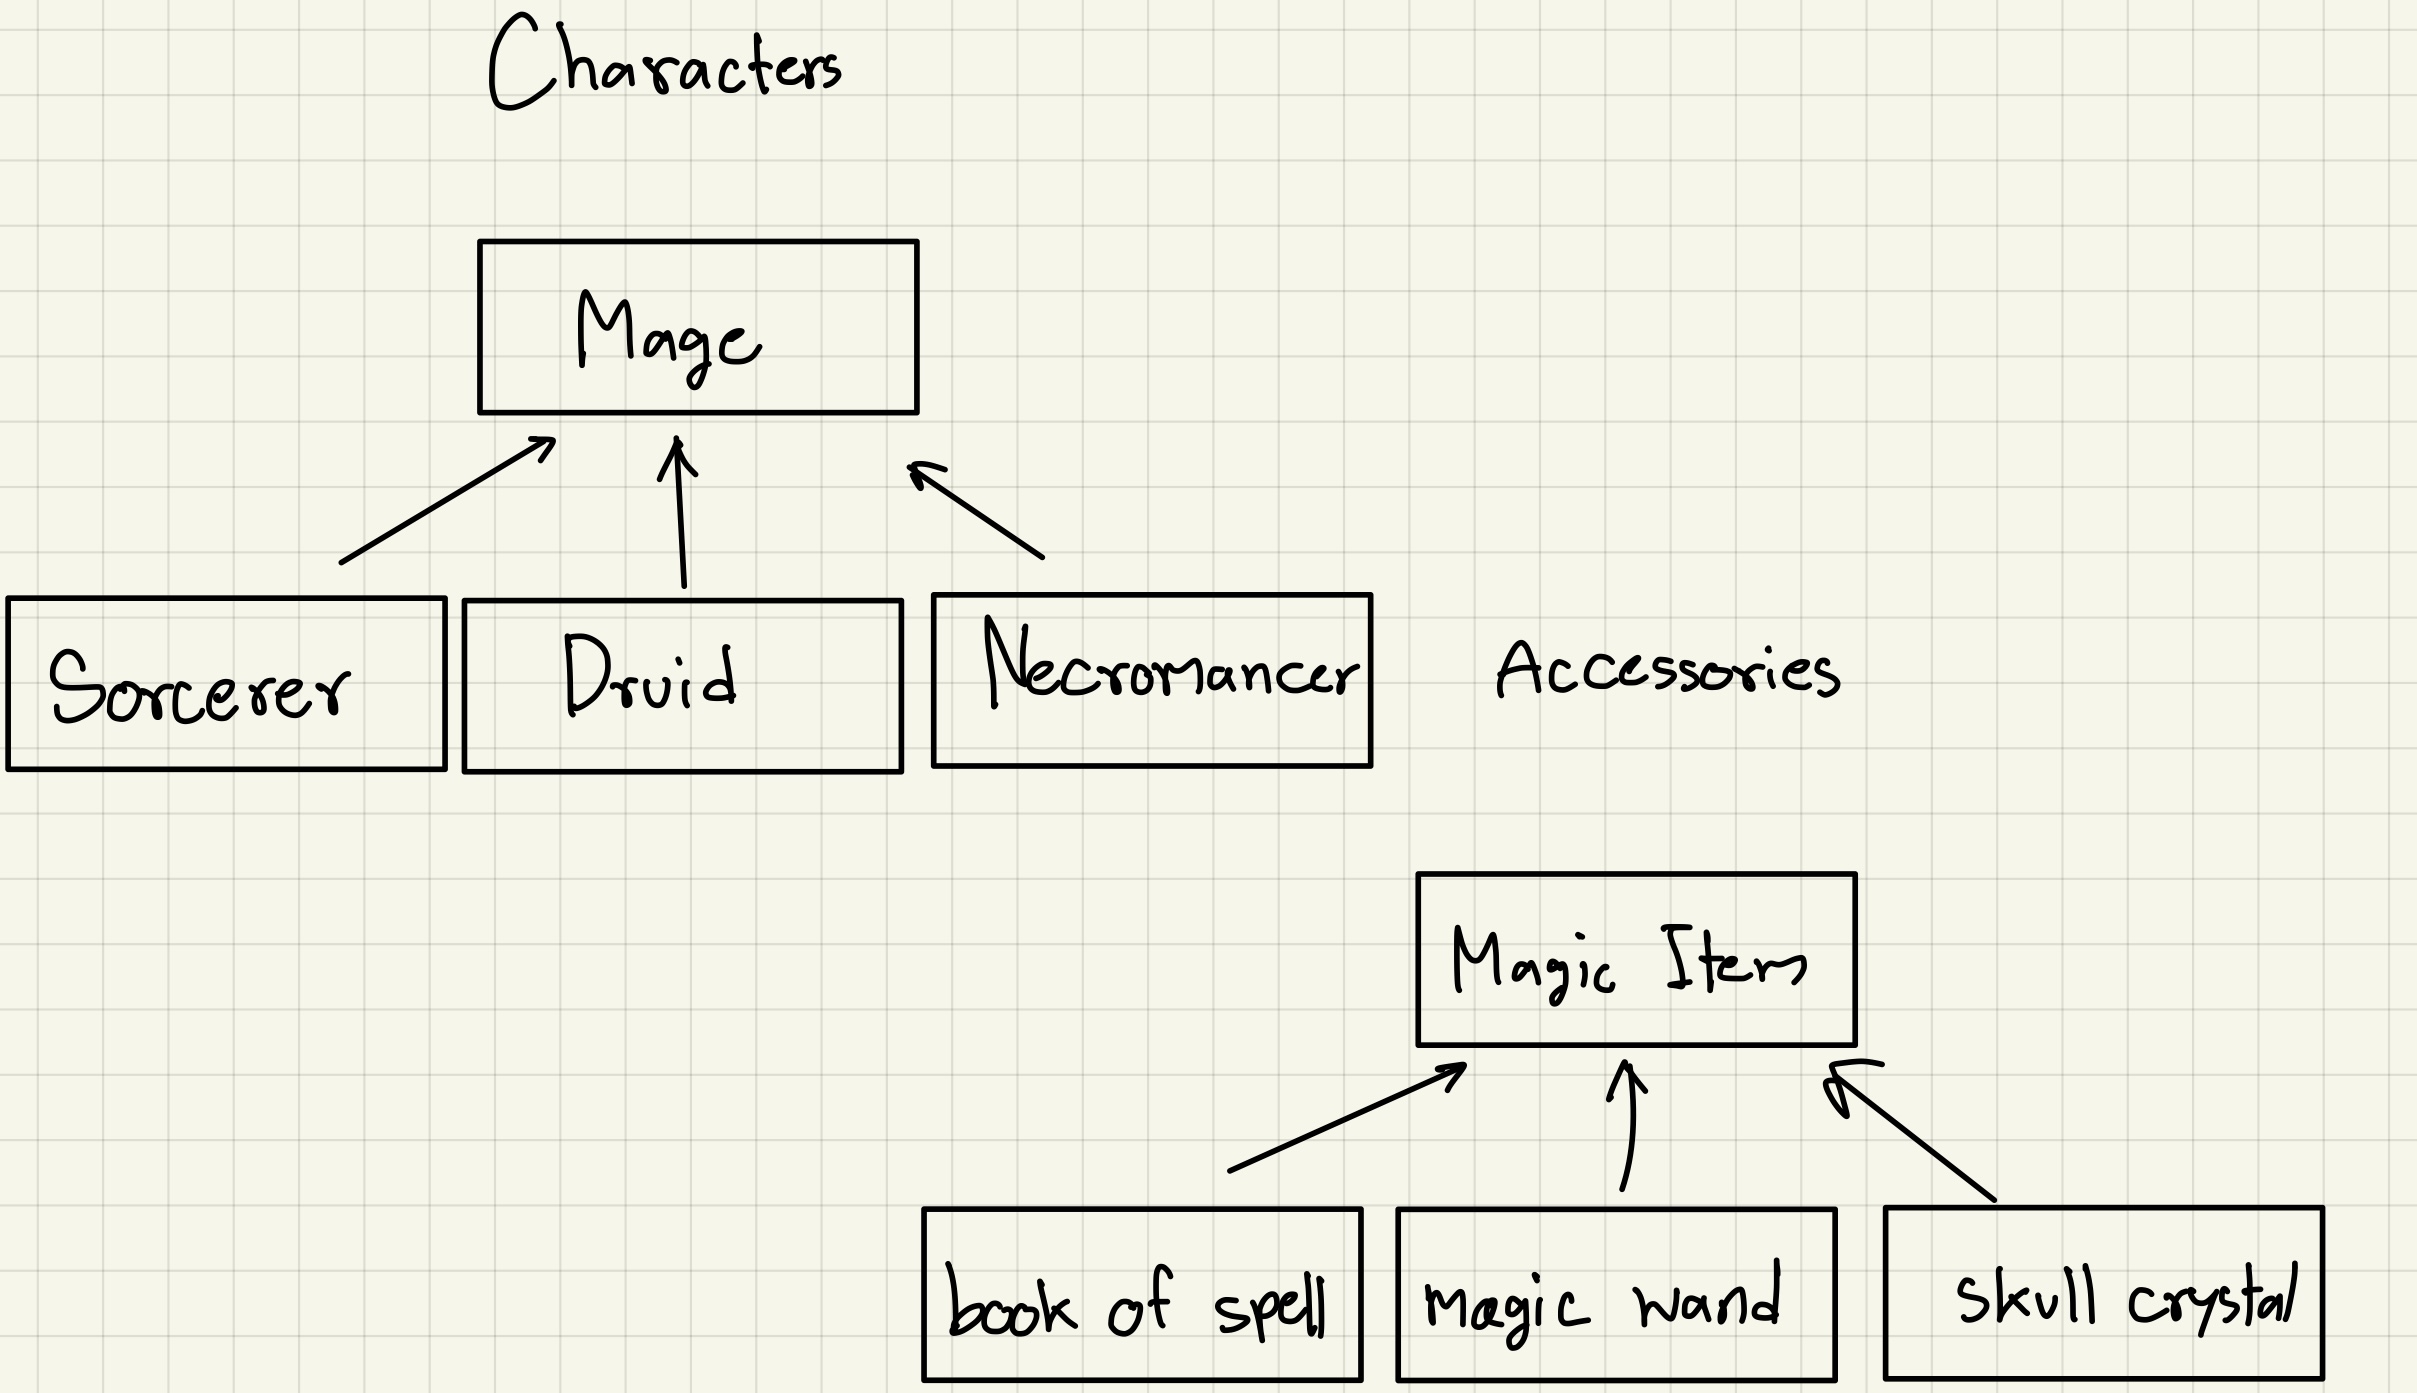 Characters
Mage
Sorcerer
Druid
Necromancer
Accessories
Magic Item
book of spell
magic wand
skull crystal